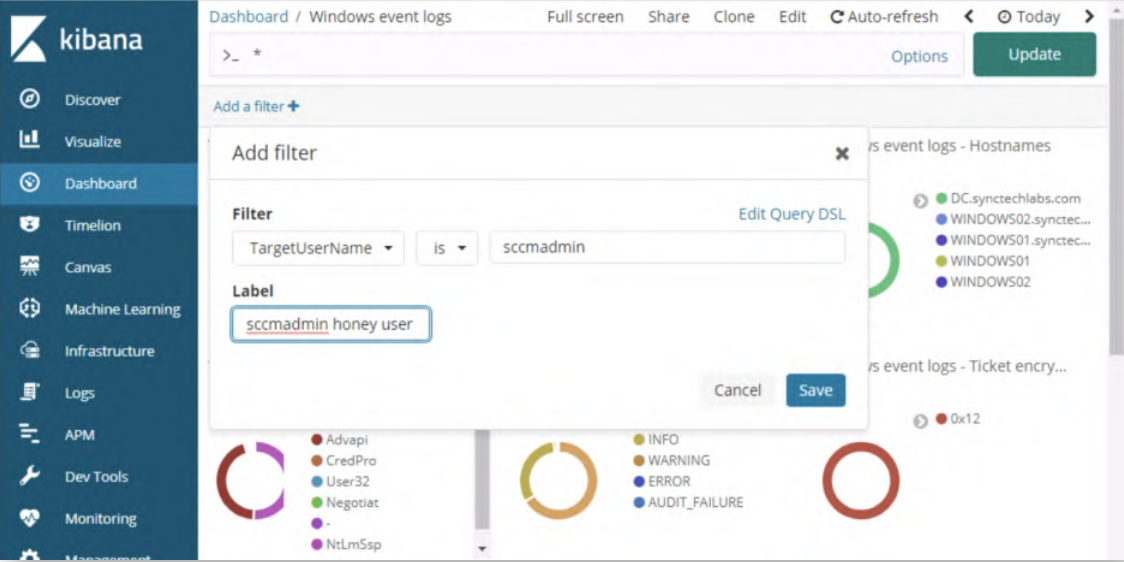 kibana
Discover
Visualize
Dashboard
Timelion
Canvas
Machine Learning
Infrastructure
Logs
APM
Dev Tools
Monitoring
Management
Dashboard / Windows event logs Full screen Share Clone Edit Auto-refresh Today
>_ * Options Update
Add a filter +
Add filter
Filter Edit Query DSL
TargetUserName is sccmadmin
Label
sccmadmin honey user
Cancel Save
s event logs - Hostnames
DC.synctechlabs.com
WINDOWS02.synctec...
WINDOWS01.synctec...
WINDOWS01
WINDOWS02
Advapi
CredPro
User32
Negotiat
-
NtLmSsp
INFO
WARNING
ERROR
AUDIT_FAILURE
s event logs - Ticket encry...
0x12